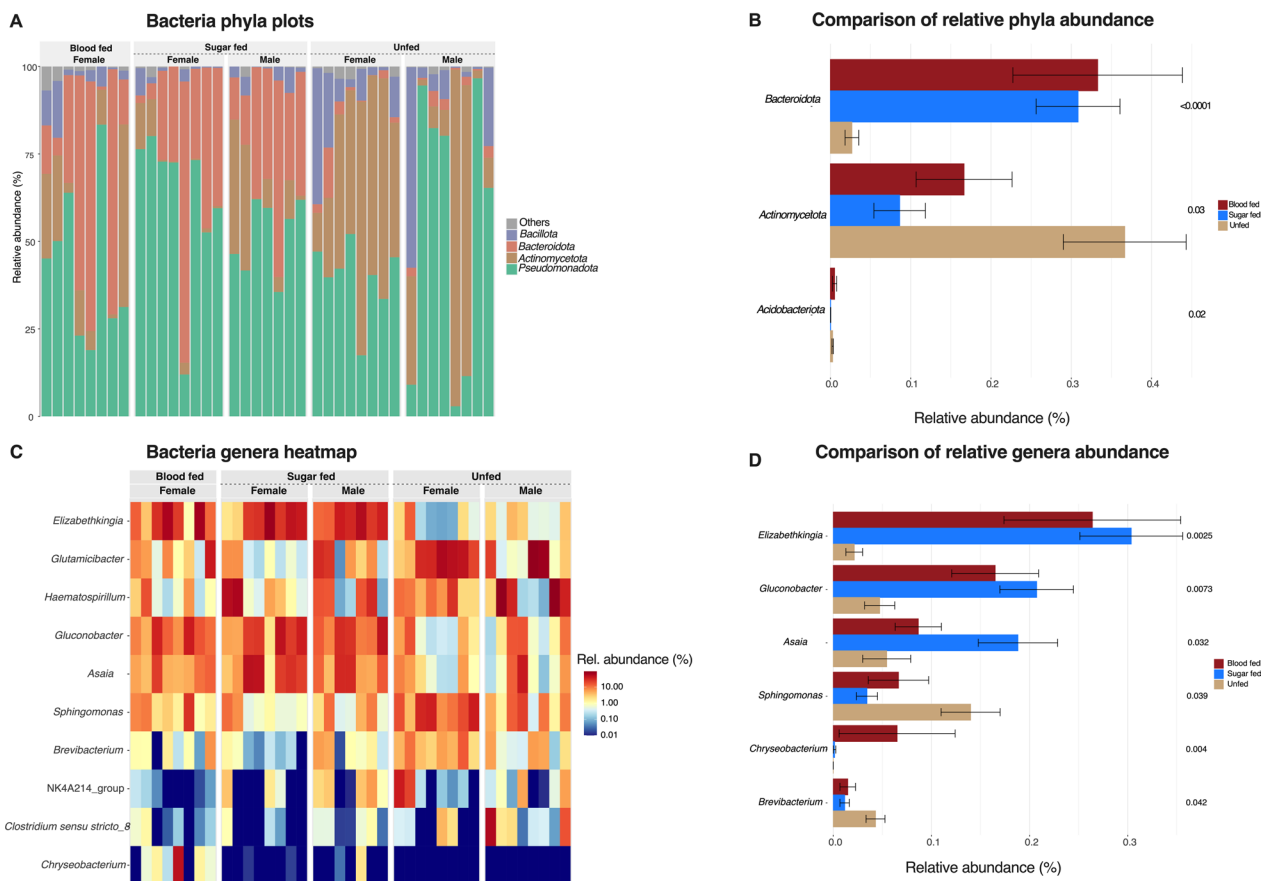 A
Bacteria phyla plots
Blood fed
Sugar fed
Unfed
Female
Female
Male
Female
Male
100
75
50
25
0
Relative abundance (%)
Others
Bacillota
Bacteroidota
Actinomycetota
Pseudomonadota
B
Comparison of relative phyla abundance
Bacteroidota
Actinomycetota
Acidobacteriota
<0.0001
0.03
0.02
Blood fed
Sugar fed
Unfed
0.0
0.1
0.2
0.3
0.4
Relative abundance (%)
C
Bacteria genera heatmap
Blood fed
Sugar fed
Unfed
Female
Female
Male
Female
Male
Elizabethkingia
Glutamicibacter
Haematospirillum
Gluconobacter
Asaia
Sphingomonas
Brevibacterium
NK4A214_group
Clostridium sensu stricto_8
Chryseobacterium
Rel. abundance (%)
10.00
1.00
0.10
0.01
D
Comparison of relative genera abundance
Elizabethkingia
Gluconobacter
Asaia
Sphingomonas
Chryseobacterium
Brevibacterium
0.0025
0.0073
0.032
0.039
0.004
0.042
Blood fed
Sugar fed
Unfed
0.0
0.1
0.2
0.3
Relative abundance (%)